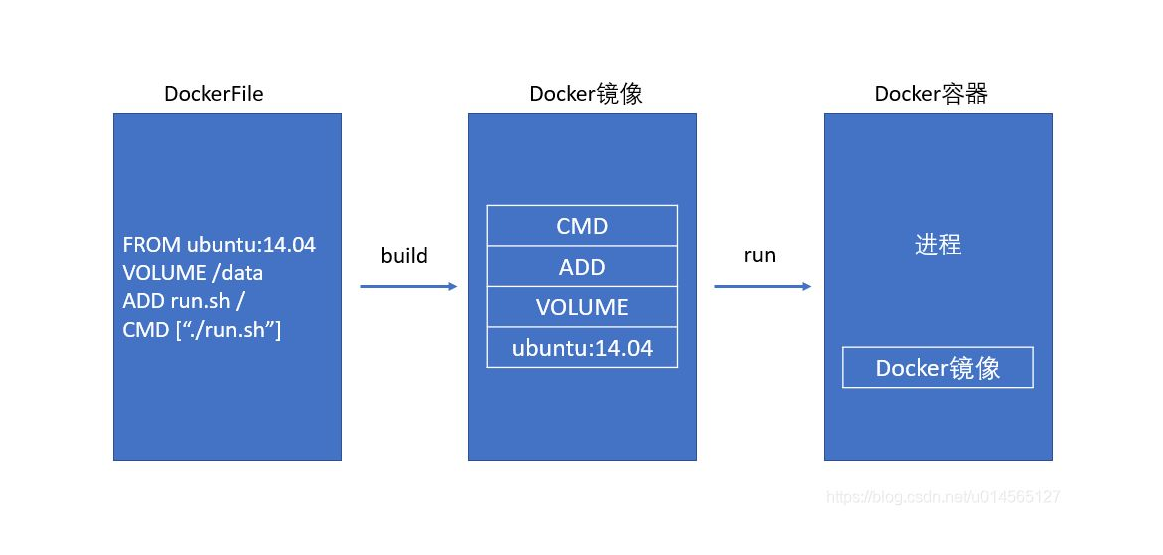 DockerFile
FROM ubuntu:14.04
VOLUME /data
ADD run.sh /
CMD [“./run.sh”]
build
Docker镜像
CMD
ADD
VOLUME
ubuntu:14.04
run
Docker容器
进程
Docker镜像
https://blog.csdn.net/u014565127